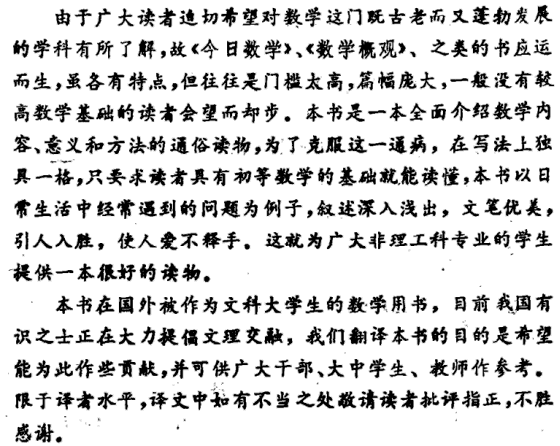 由于广大读者迫切希望对数学这门既古老而又蓬勃发展
的学科有所了解,故《今日数学》、《数学概观》、之类的书应运
而生,虽各有特点,但往往是门槛太高,篇幅庞大,一般没有较
高数学基础的读者会望而却步。本书是一本全面介绍数学内
容、意义和方法的通俗读物,为了克服这一通病,在写法上独
具一格,只要求读者具有初等数学的基础就能读懂,本书以日
常生活中经常遇到的问题为例子,叙述深入浅出,文笔优美,
引人入胜,使人爱不释手。这就为广大非理工科专业的学生
提供一本很好的读物。
本书在国外被作为文科大学生的数学用书,目前我国有
识之士正在大力提倡文理交融,我们翻译本书的目的是希望
能为此作些贡献,并可供广大干部、大中学生、教师作参考。
限于译者水平,译文中如有不当之处敬请读者批评指正,不胜
感谢。